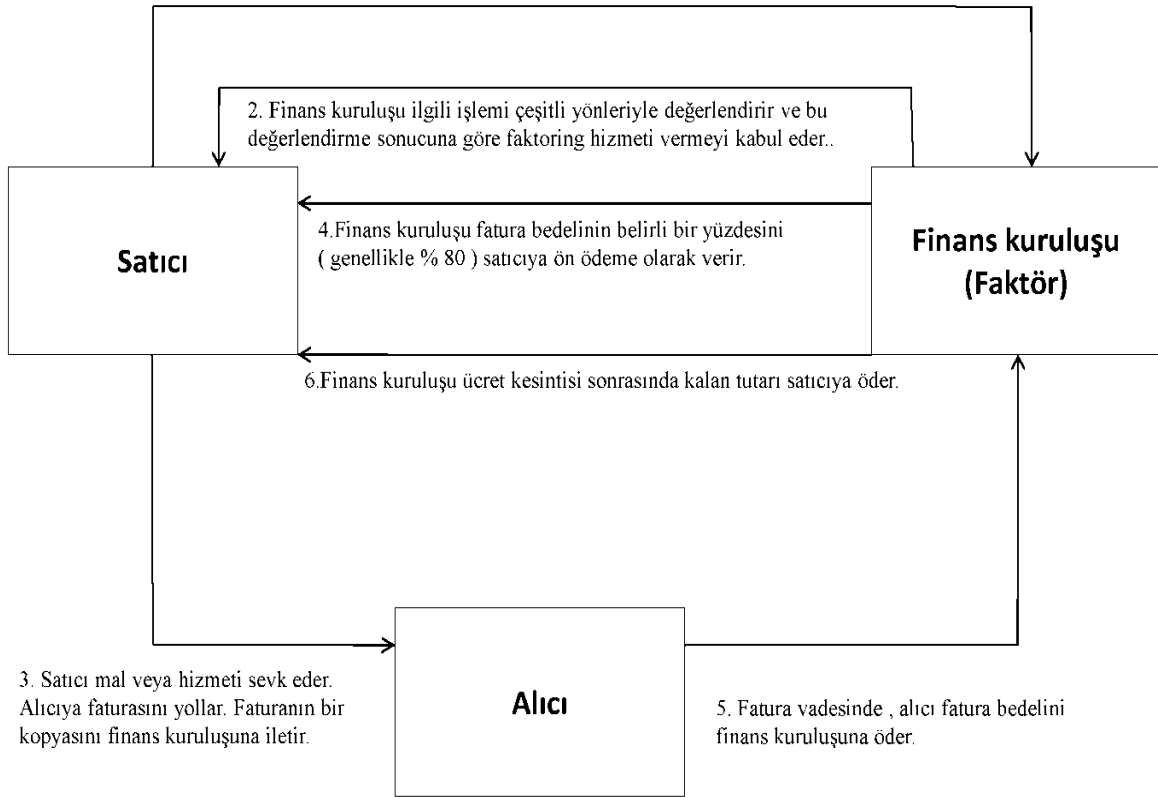 2. Finans kuruluşu ilgili işlemi çeşitli yönleriyle değerlendirir ve bu
değerlendirme sonucuna göre faktoring hizmeti vermeyi kabul eder..
Satıcı
4.Finans kuruluşu fatura bedelinin belirli bir yüzdesini
( genellikle % 80 ) satıcıya ön ödeme olarak verir.
Finans kuruluşu
(Faktör)
6.Finans kuruluşu ücret kesintisi sonrasında kalan tutarı satıcıya öder.
3. Satıcı mal veya hizmeti sevk eder.
Alıcıya faturasını yollar. Faturanın bir
kopyasını finans kuruluşuna iletir.
Alıcı
5. Fatura vadesinde , alıcı fatura bedelini
finans kuruluşuna öder.